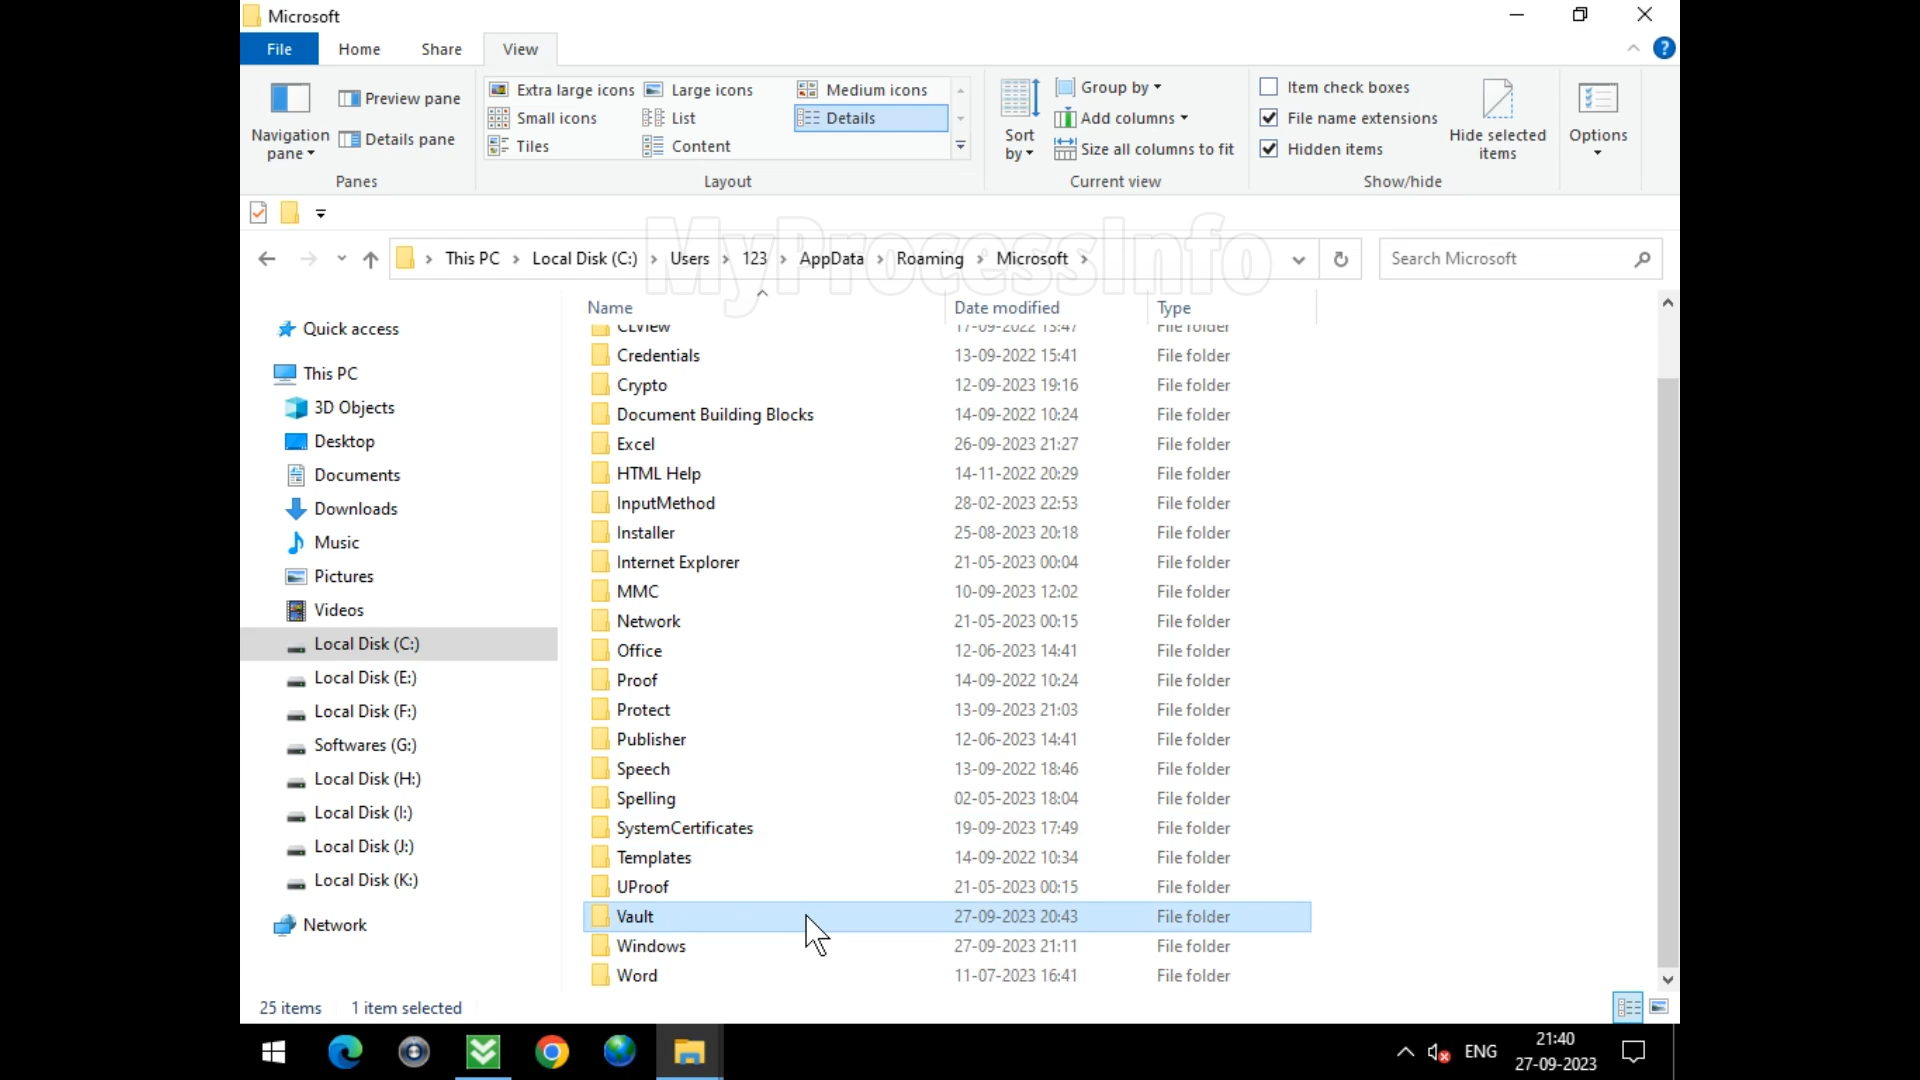 Microsoft
File Home Share View
Navigation pane
Preview pane
Details pane
Panes
Extra large icons Large icons Medium icons
Small icons List Details
Tiles Content
Layout
Sort by
Group by
Add columns
Size all columns to fit
Current view
Item check boxes
File name extensions
Hidden items
Hide selected items
Show/hide
Options
MyProcessInfo
This PC > Local Disk (C:) > Users > 123 > AppData > Roaming > Microsoft >
Search Microsoft
Quick access
This PC
3D Objects
Desktop
Documents
Downloads
Music
Pictures
Videos
Local Disk (C:)
Local Disk (E:)
Local Disk (F:)
Softwares (G:)
Local Disk (H:)
Local Disk (I:)
Local Disk (J:)
Local Disk (K:)
Network
Name Date modified Type
CLView 17-09-2022 13:47 File folder
Credentials 13-09-2022 15:41 File folder
Crypto 12-09-2023 19:16 File folder
Document Building Blocks 14-09-2022 10:24 File folder
Excel 26-09-2023 21:27 File folder
HTML Help 14-11-2022 20:29 File folder
InputMethod 28-02-2023 22:53 File folder
Installer 25-08-2023 20:18 File folder
Internet Explorer 21-05-2023 00:04 File folder
MMC 10-09-2023 12:02 File folder
Network 21-05-2023 00:15 File folder
Office 12-06-2023 14:41 File folder
Proof 14-09-2022 10:24 File folder
Protect 13-09-2023 21:03 File folder
Publisher 12-06-2023 14:41 File folder
Speech 13-09-2022 18:46 File folder
Spelling 02-05-2023 18:04 File folder
SystemCertificates 19-09-2023 17:49 File folder
Templates 14-09-2022 10:34 File folder
UProof 21-05-2023 00:15 File folder
Vault 27-09-2023 20:43 File folder
Windows 27-09-2023 21:11 File folder
Word 11-07-2023 16:41 File folder
25 items 1 item selected
ENG
21:40
27-09-2023